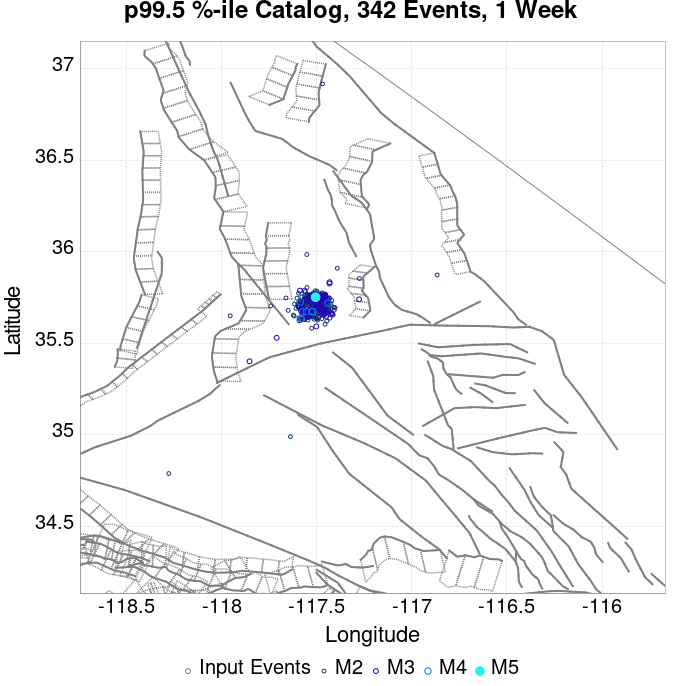 p99.5 %-ile Catalog, 342 Events, 1 Week
37
36.5
36
35.5
35
34.5
Latitude
-118.5 -118 -117.5 -117 -116.5 -116
Longitude
Input Events M2 M3 M4 M5